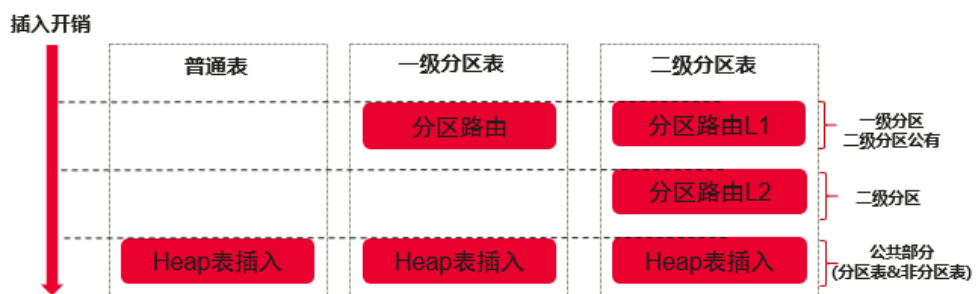 插入开销
普通表
一级分区表
二级分区表
分区路由
分区路由L1
一级分区
二级分区公有
分区路由L2
二级分区
Heap表插入
Heap表插入
Heap表插入
公共部分
(分区表&非分区表)